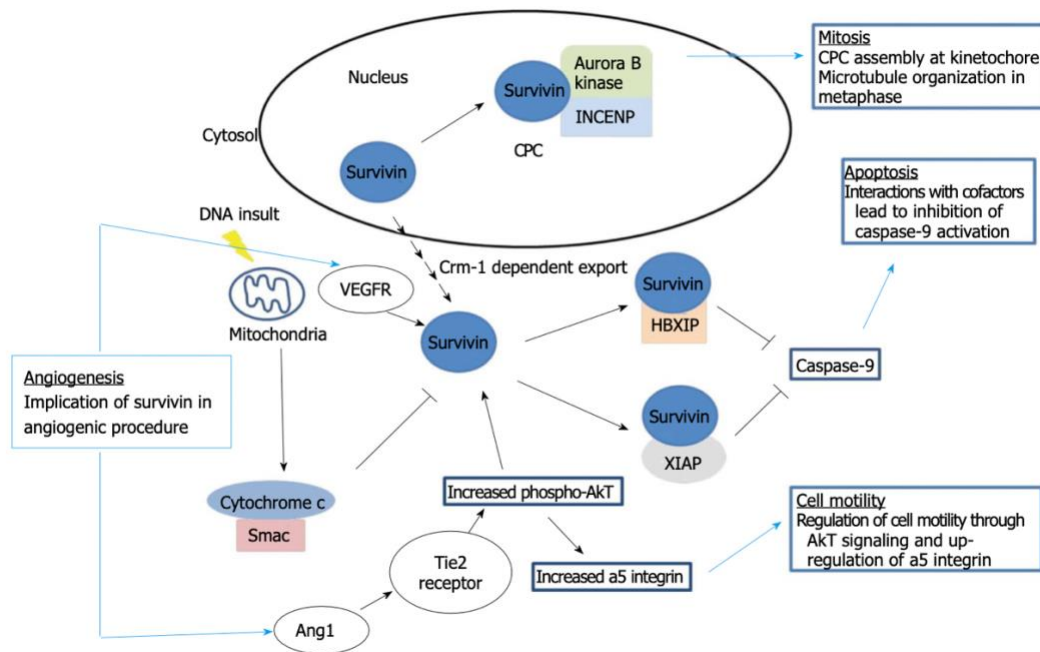 Mitosis
CPC assembly at kinetochore
Microtubule organization in
metaphase
Aurora B
kinase
Nucleus
Survivin
INCENP
Cytosol
CPC
Survivin
Apoptosis
Interactions with cofactors
lead to inhibition of
caspase-9 activation
DNA insult
Crm-1 dependent export
VEGFR
Survivin
HBXIP
Mitochondria
Survivin
Caspase-9
Angiogenesis
Implication of survivin in
angiogenic procedure
Survivin
XIAP
Increased phospho-AkT
Cytochrome c
Smac
Cell motility
Regulation of cell motility through
AkT signaling and up-
regulation of a5 integrin
Tie2
receptor
Increased a5 integrin
Ang1